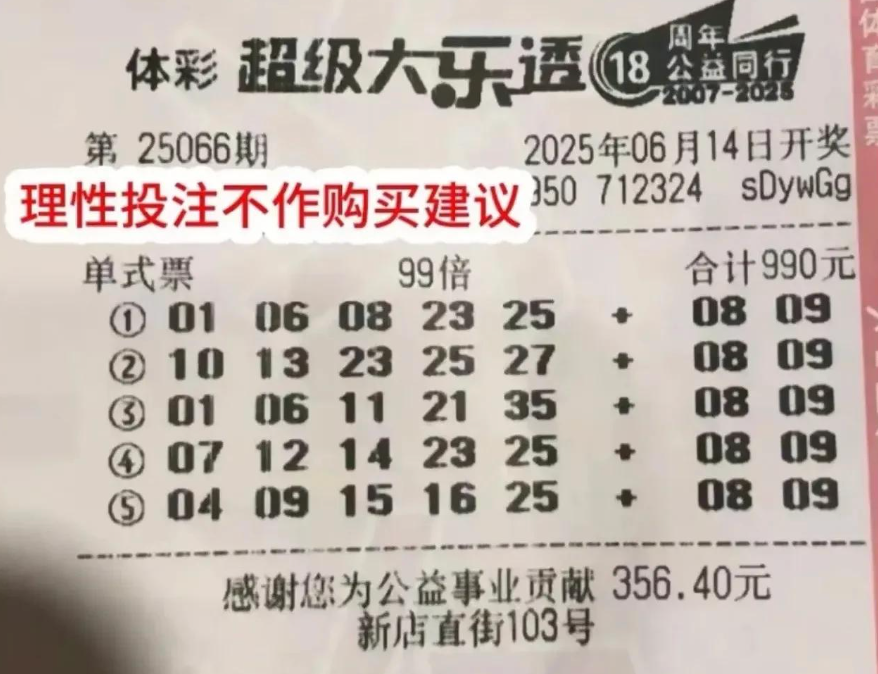 体彩 超级大乐透 18 周年 公益同行 2007-2025
第 25066期 2025年06月14日开奖
理性投注不作购买建议 950 712324 sDywGg
单式票 99倍 合计990元
① 01 06 08 23 25 + 08 09
② 10 13 23 25 27 + 08 09
③ 01 06 11 21 35 + 08 09
④ 07 12 14 23 25 + 08 09
⑤ 04 09 15 16 25 + 08 09
感谢您为公益事业贡献 356.40元
新店直街103号
体育彩票